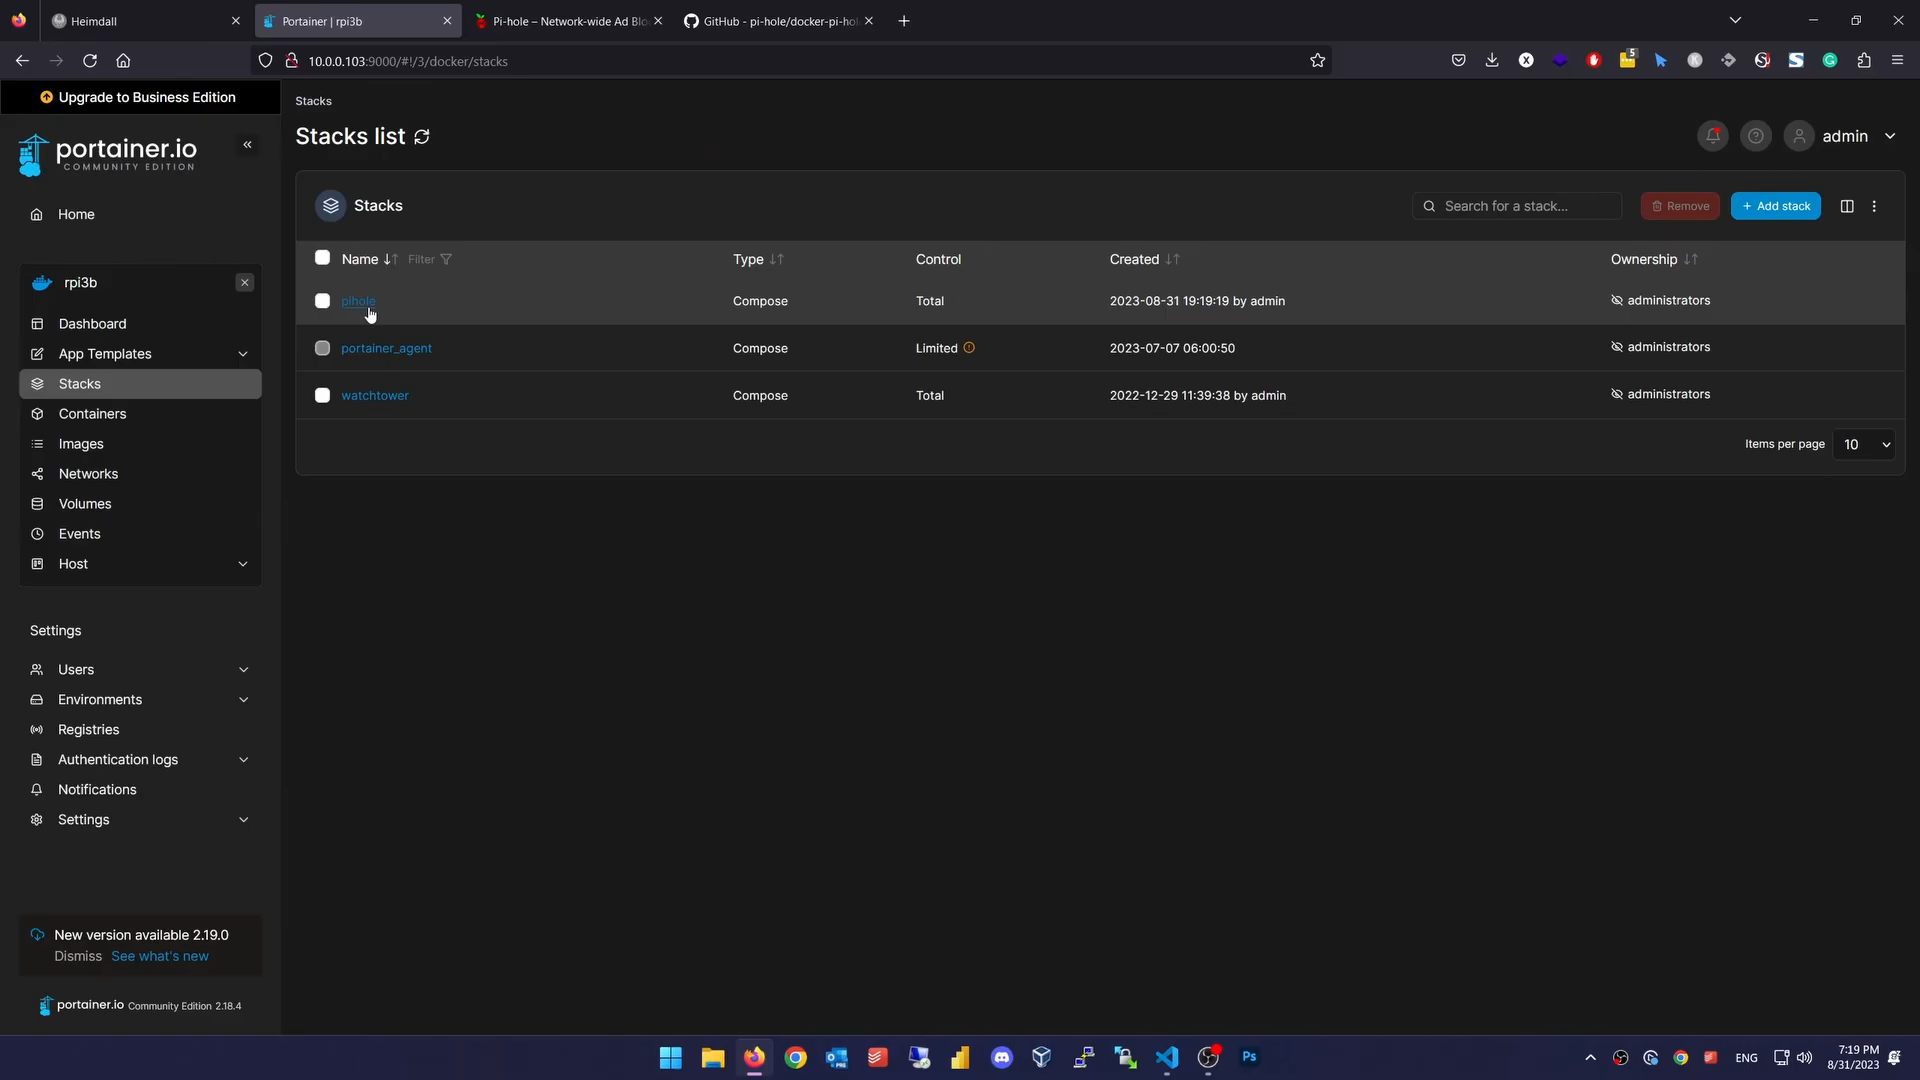 Heimdall
Portainer | rpi3b
Pi-hole – Network-wide Ad Blo
GitHub - pi-hole/docker-pi-hol
10.0.0.103:9000/#!/3/docker/stacks
5
Upgrade to Business Edition
portainer.io
COMMUNITY EDITION
Home
rpi3b
Dashboard
App Templates
Stacks
Containers
Images
Networks
Volumes
Events
Host
Settings
Users
Environments
Registries
Authentication logs
Notifications
Settings
New version available 2.19.0
Dismiss See what's new
portainer.io Community Edition 2.18.4
Stacks
Stacks list
admin
Stacks
Search for a stack...
Remove
+ Add stack
Name Filter Type Control Created Ownership
pihole Compose Total 2023-08-31 19:19:19 by admin administrators
portainer_agent Compose Limited 2023-07-07 06:00:50 administrators
watchtower Compose Total 2022-12-29 11:39:38 by admin administrators
Items per page 10
Ps
ENG
7:19 PM
8/31/2023